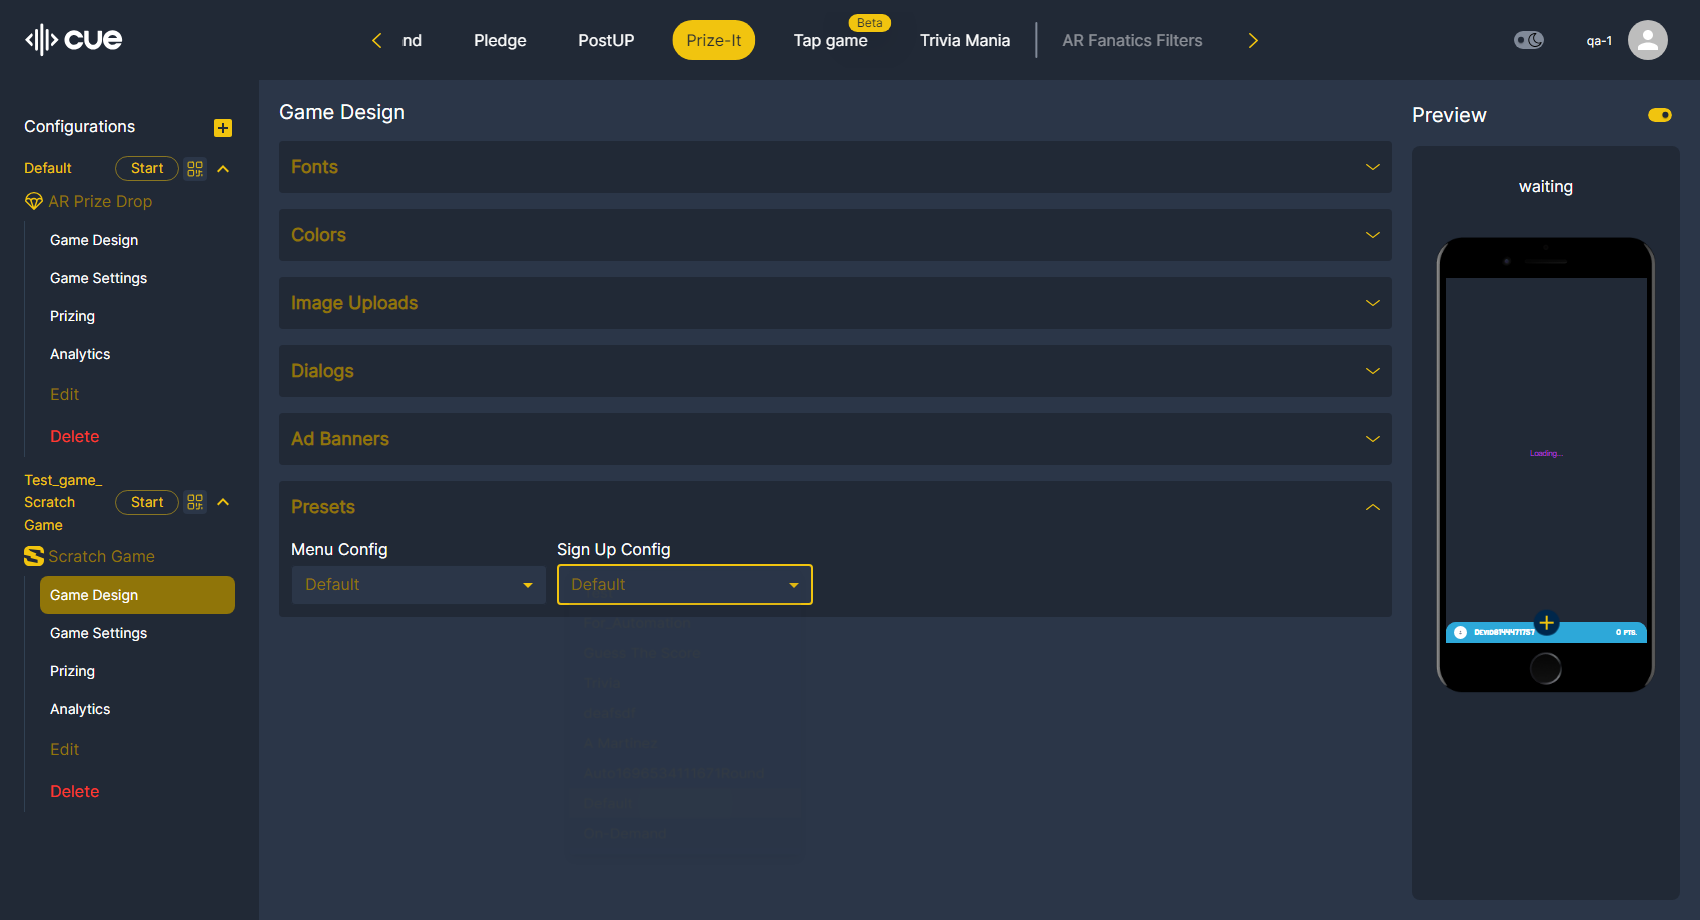 cue
nd
Pledge
PostUP
Prize-It
Beta
Tap game
Trivia Mania
AR Fanatics Filters
qa-1
Configurations
Default
Start
AR Prize Drop
Game Design
Game Settings
Prizing
Analytics
Edit
Delete
Test_game_
Scratch
Game
Start
Scratch Game
Game Design
Game Settings
Prizing
Analytics
Edit
Delete
Game Design
Fonts
Colors
Image Uploads
Dialogs
Ad Banners
Presets
Menu Config
Sign Up Config
Default
Default
Preview
waiting
Loading...
0 PTS.